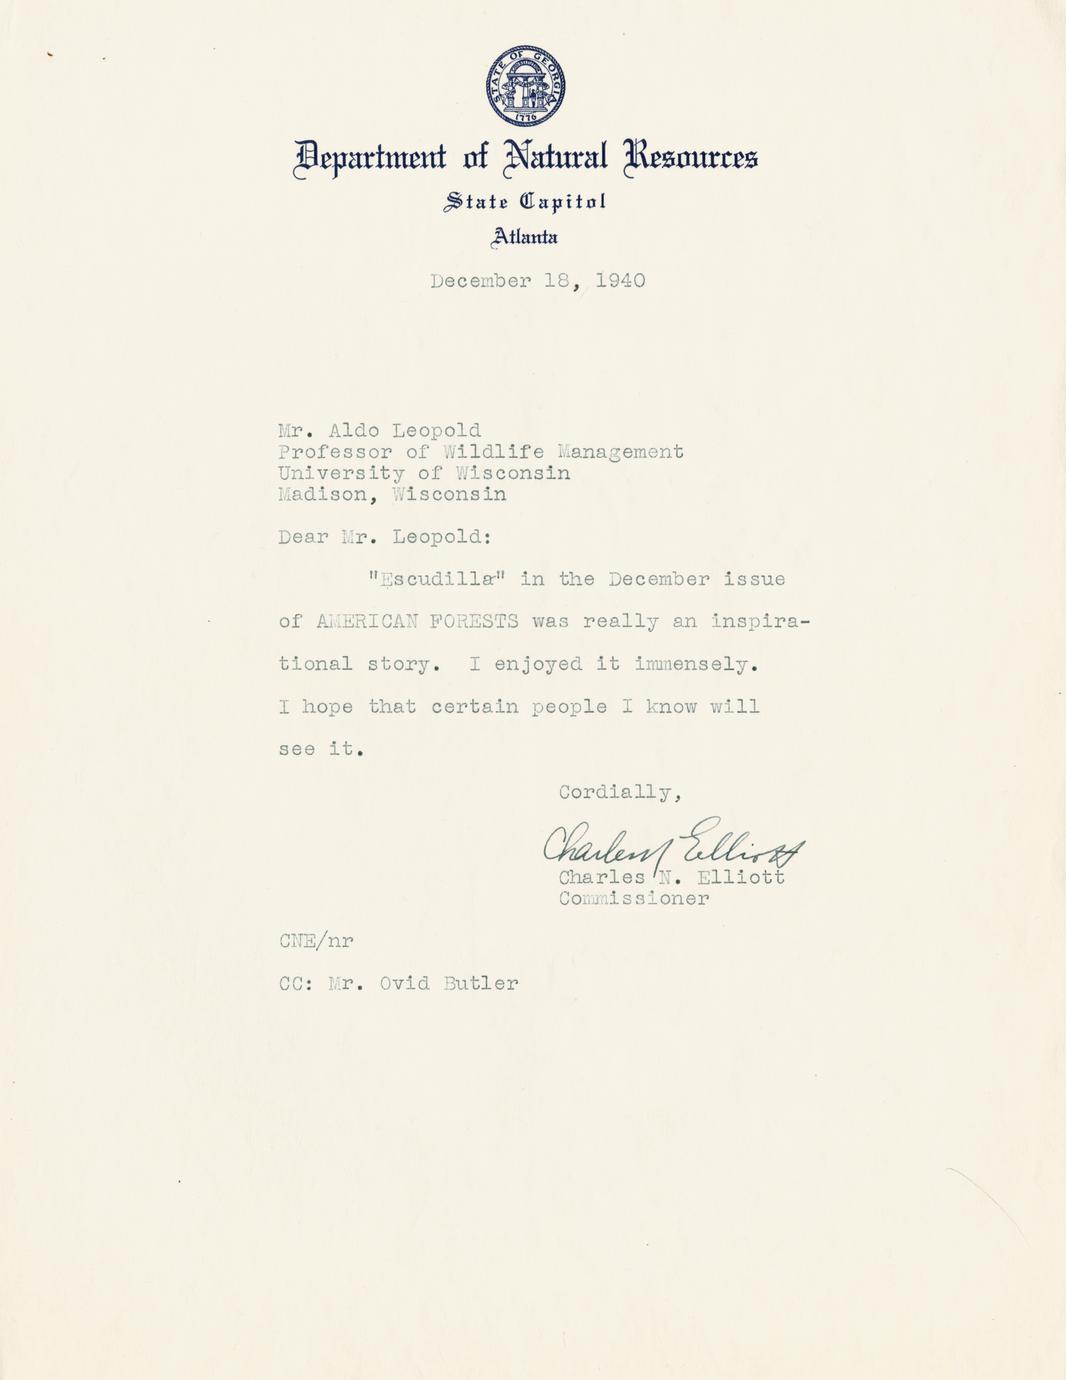 STATE OF GEORGIA
1776
Department of Natural Resources
State Capitol
Atlanta
December 18, 1940
Mr. Aldo Leopold
Professor of Wildlife Management
University of Wisconsin
Madison, Wisconsin
Dear Mr. Leopold:
"Escudilla" in the December issue
of AMERICAN FORESTS was really an inspira-
tional story. I enjoyed it immensely.
I hope that certain people I know will
see it.
Cordially,
Charles N Elliott
Charles N. Elliott
Commissioner
CNE/nr
CC: Mr. Ovid Butler